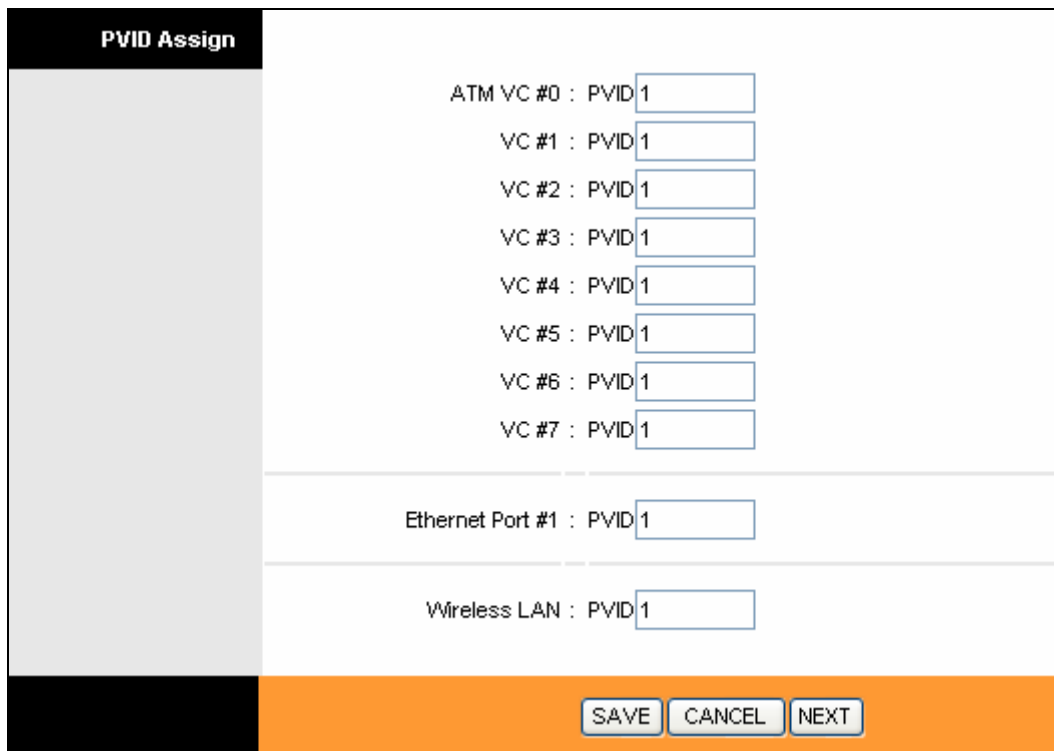 PVID Assign
ATM VC #0 : PVID 1
VC #1 : PVID 1
VC #2 : PVID 1
VC #3 : PVID 1
VC #4 : PVID 1
VC #5 : PVID 1
VC #6 : PVID 1
VC #7 : PVID 1
Ethernet Port #1 : PVID 1
Wireless LAN : PVID 1
SAVE CANCEL NEXT